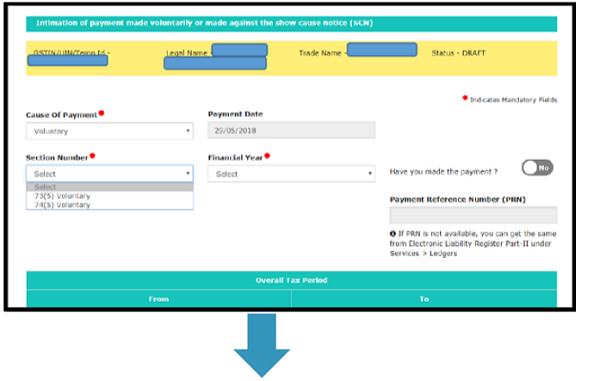 Intimation of payment made voluntarily or made against the show cause notice (SCN)
GSTIN/UIN/Temp Id - Legal Name - Trade Name - Status - DRAFT
Indicates Mandatory Fields
Cause Of Payment Payment Date
Voluntary 29/05/2018
Section Number Financial Year
Select Select Have you made the payment ? No
Select
73(5) Voluntary
74(5) Voluntary
Payment Reference Number (PRN)
If PRN is not available, you can get the same
from Electronic Liability Register Part-II under
Services > Ledgers
Overall Tax Period
From To